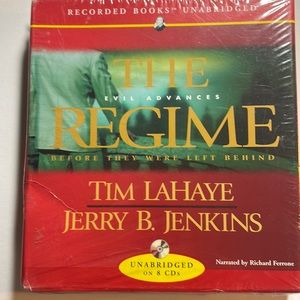 RECORDED BOOKS™ UNABRIDGED
THE
EVIL ADVANCES
REGIME
BEFORE THEY WERE LEFT BEHIND
TIM LAHAYE
JERRY B. JENKINS
UNABRIDGED
ON 8 CDs
Narrated by Richard Ferrone